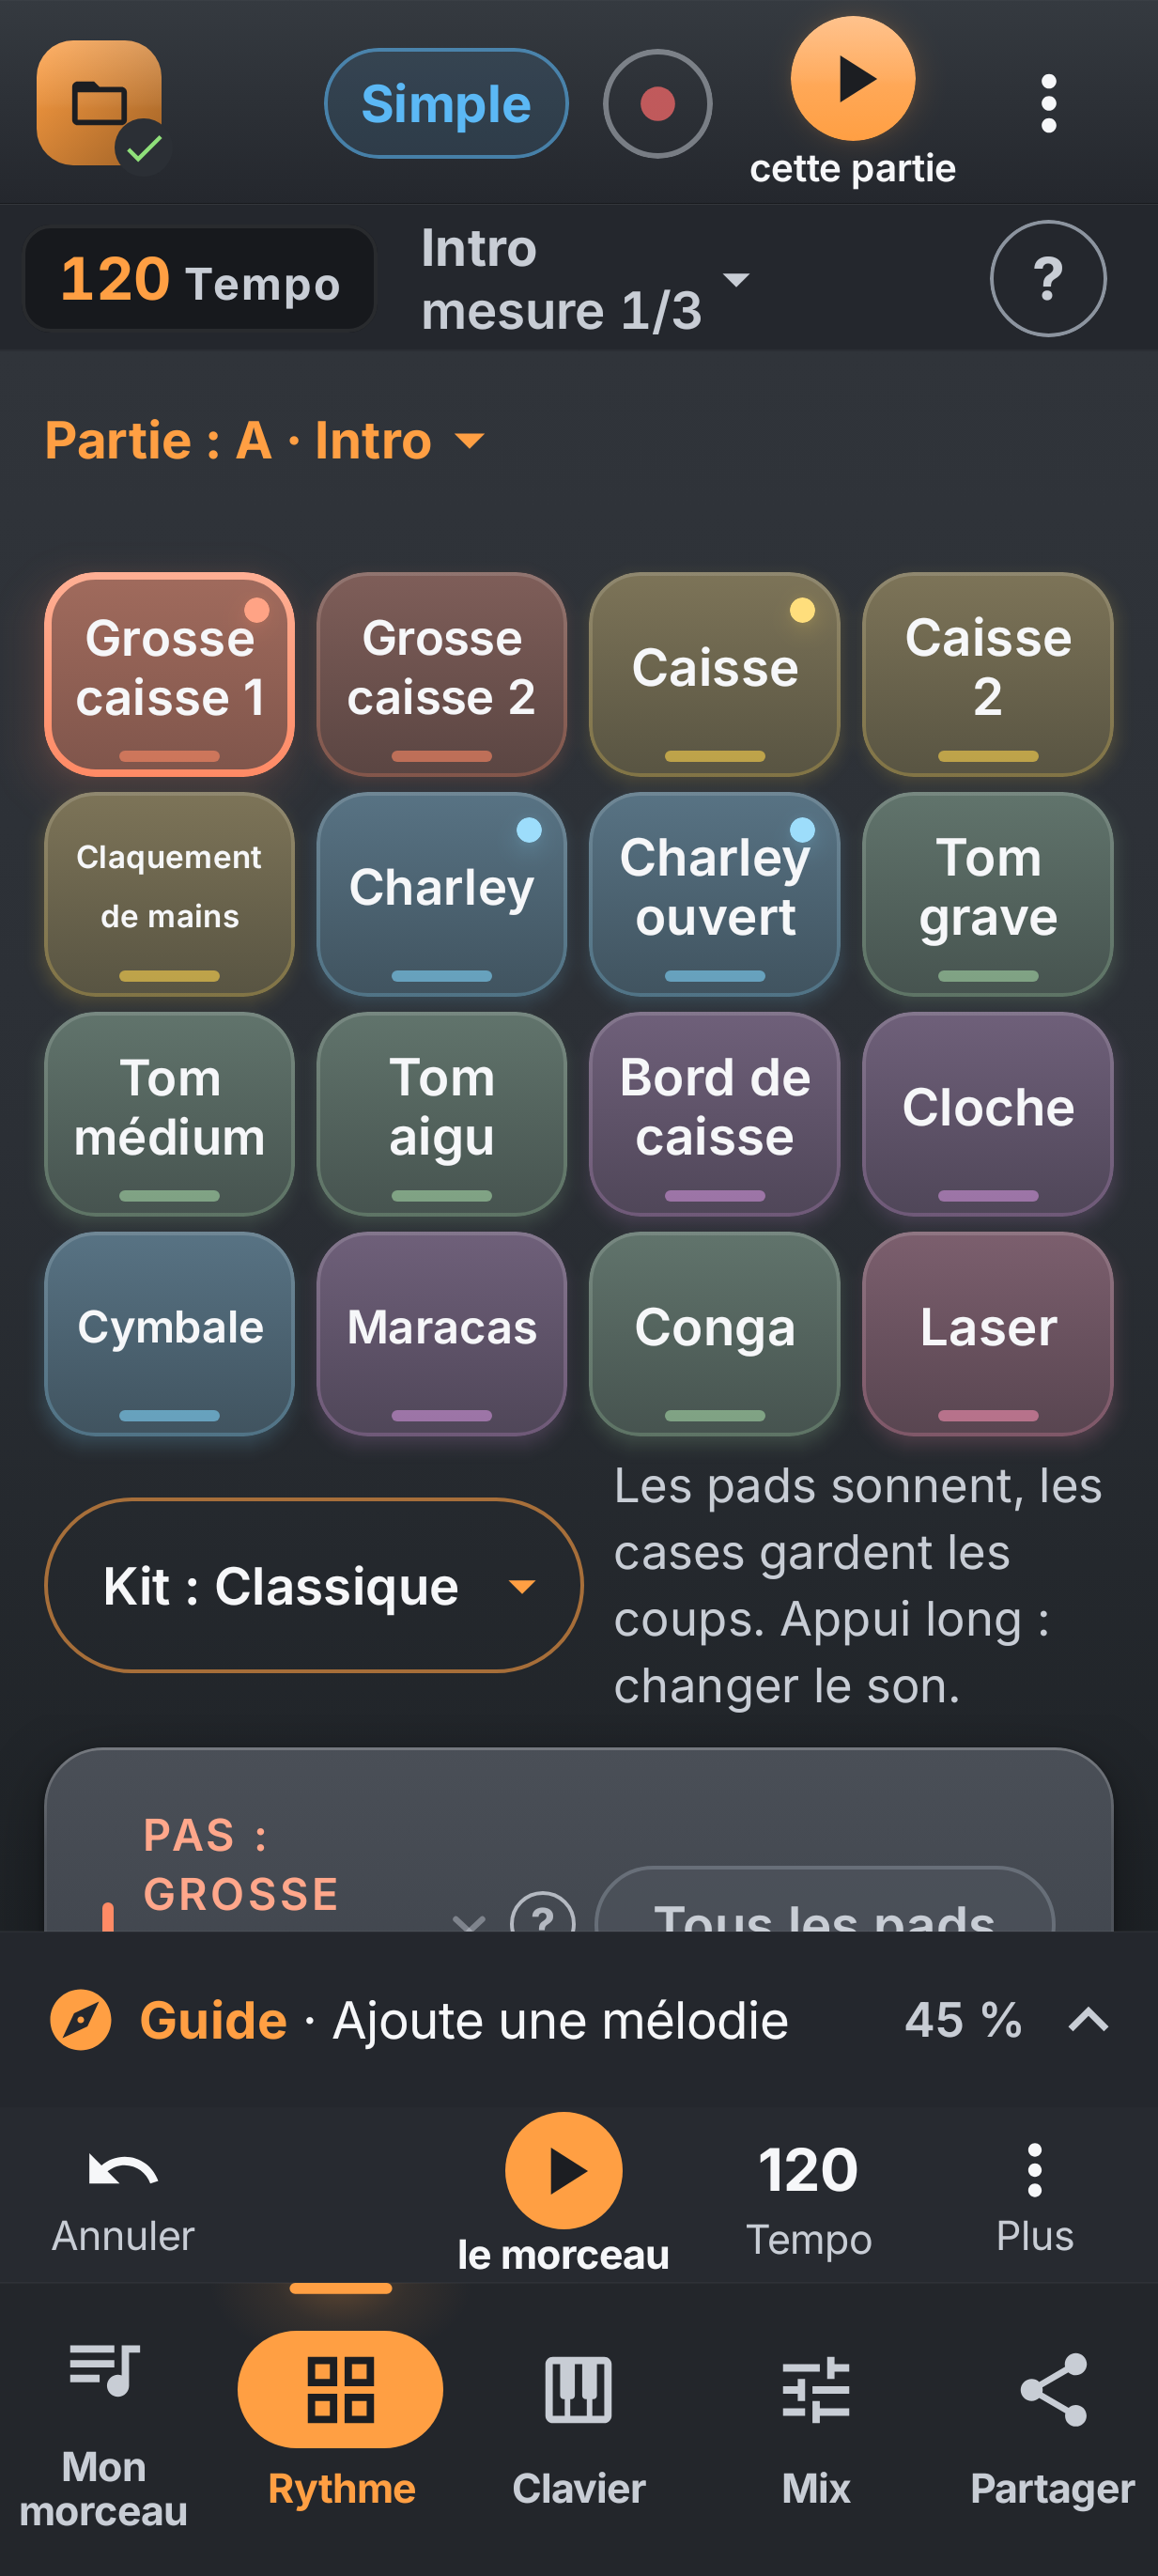 Simple
cette partie
120 Tempo
Intro
mesure 1/3
?
Partie : A · Intro
Grosse
caisse 1
Grosse
caisse 2
Caisse
Caisse
2
Claquement
de mains
Charley
Charley
ouvert
Tom
grave
Tom
médium
Tom
aigu
Bord de
caisse
Cloche
Cymbale
Maracas
Conga
Laser
Kit : Classique
Les pads sonnent, les
cases gardent les
coups. Appui long :
changer le son.
PAS :
GROSSE
?
Tous les pads
Guide · Ajoute une mélodie
45 %
Annuler
le morceau
120
Tempo
Plus
Mon
morceau
Rythme
Clavier
Mix
Partager